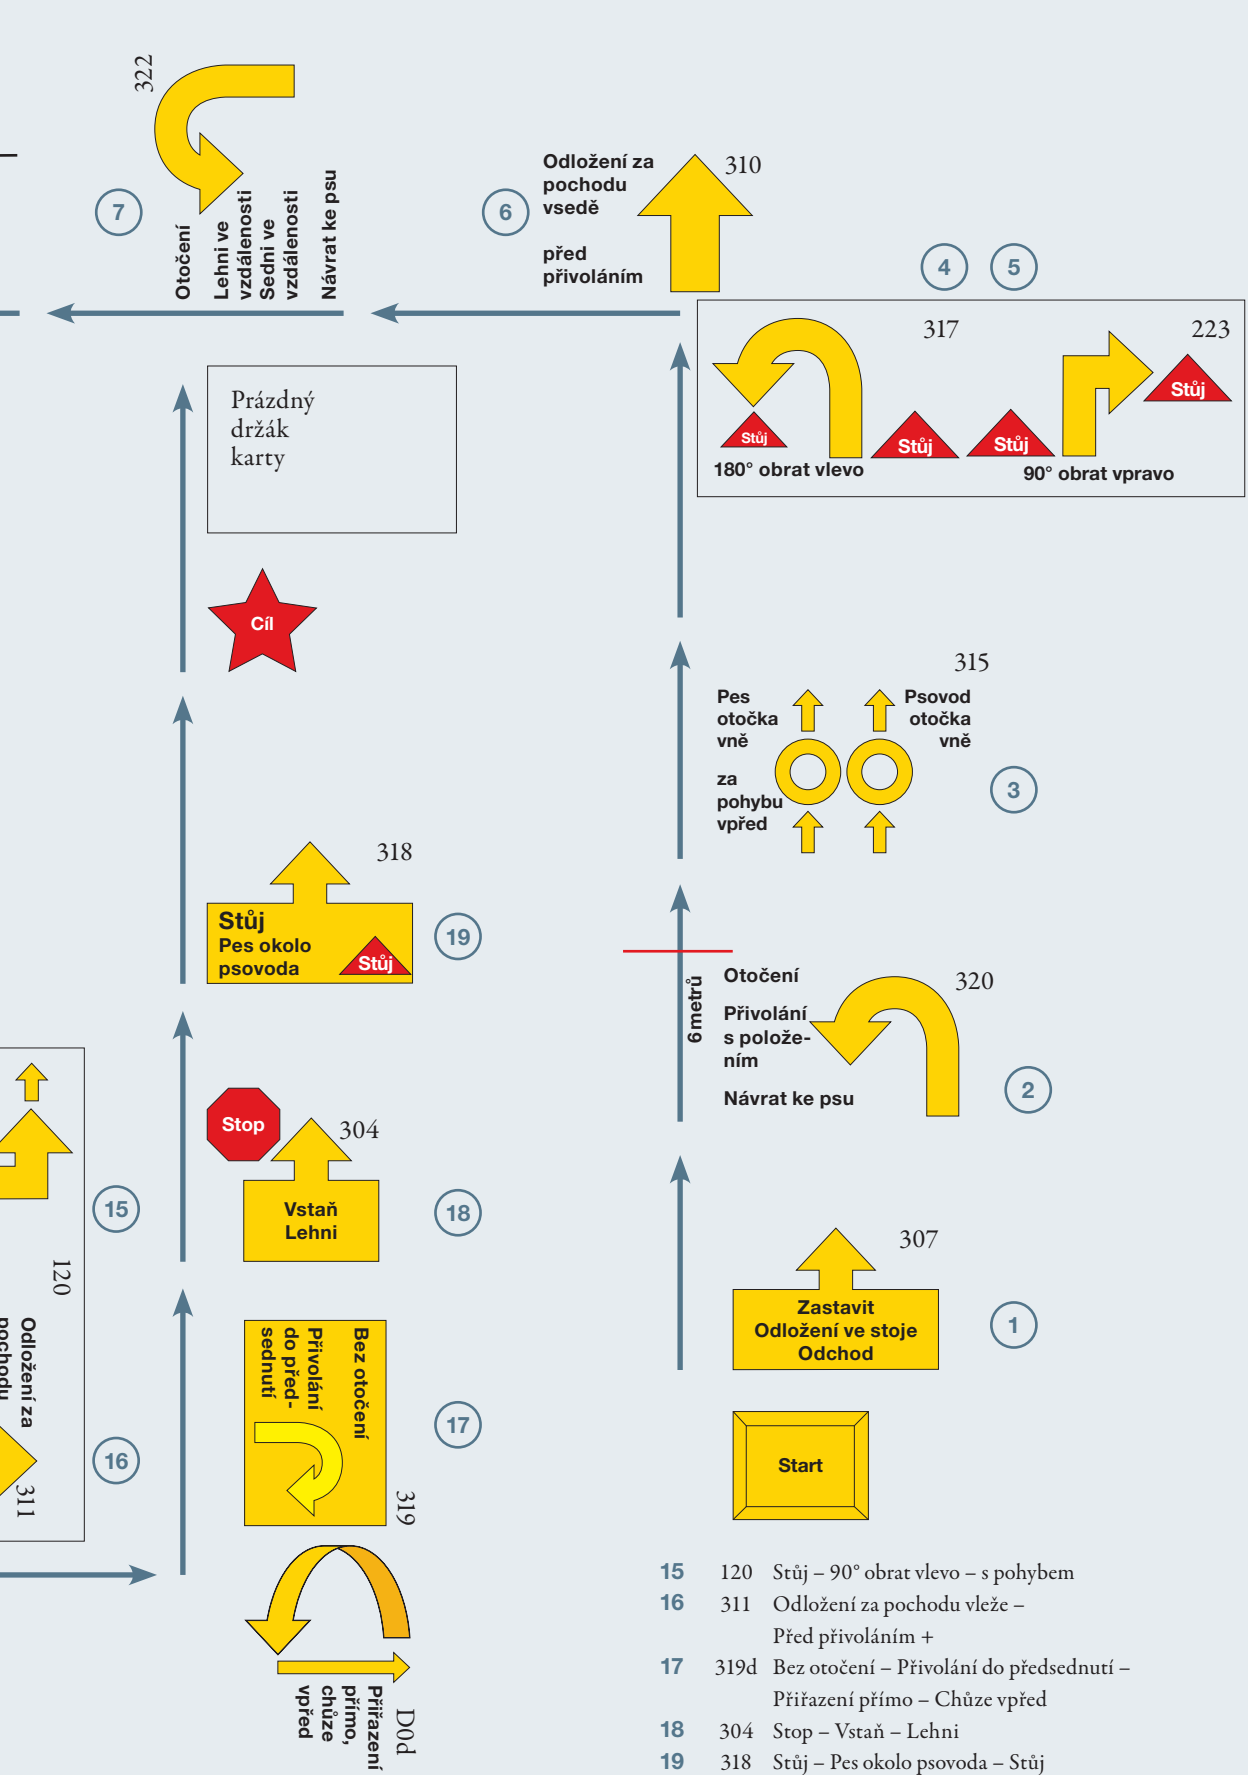 322
7
Otočení
Lehni ve
vzdálenosti
Sedni ve
vzdálenosti
Návrat ke psu
6
Odložení za
pochodu
vsedě
před
přivoláním
310
4
5
317
223
Stůj
Stůj
Stůj
Stůj
180° obrat vlevo
90° obrat vpravo
Prázdný
držák
karty
Cíl
315
Pes
otočka
vně
za
pohybu
vpřed
Psovod
otočka
vně
3
318
Stůj
Pes okolo
psovoda
Stůj
19
6 metrů
Otočení
Přivolání
s polože-
ním
Návrat ke psu
320
2
Stop
304
Vstaň
Lehni
18
15
120
Odložení za
pochodu
311
16
307
Zastavit
Odložení ve stoje
Odchod
1
Bez otočení
Přivolání
do před-
sednutí
319
17
Start
D0d
Přiřazení
přímo,
chůze
vpřed
15 120 Stůj – 90° obrat vlevo – s pohybem
16 311 Odložení za pochodu vleže –
Před přivoláním +
17 319d Bez otočení – Přivolání do předsednutí –
Přiřazení přímo – Chůze vpřed
18 304 Stop – Vstaň – Lehni
19 318 Stůj – Pes okolo psovoda – Stůj